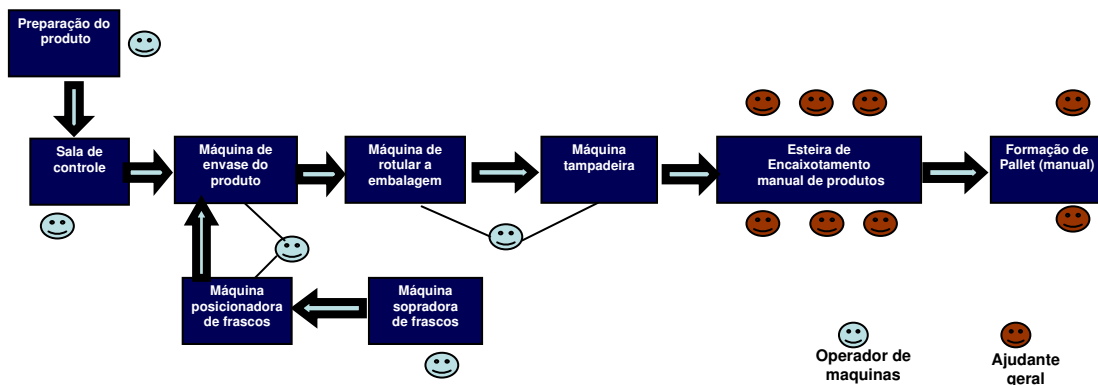 Preparação do
produto
Sala de
controle
Máquina de
envase do
produto
Máquina de
rotular a
embalagem
Máquina
tampadeira
Esteira de
Encaixotamento
manual de produtos
Formação de
Pallet (manual)
Máquina
posicionadora
de frascos
Máquina
sopradora
de frascos
Operador de
maquinas
Ajudante
geral